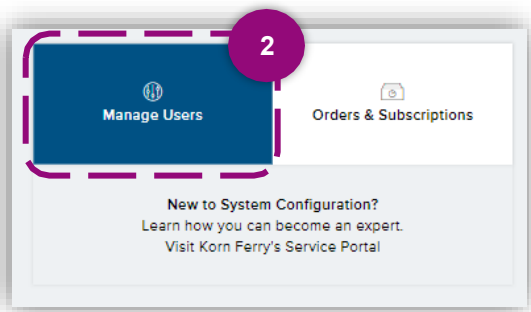 2
Manage Users
Orders & Subscriptions
New to System Configuration?
Learn how you can become an expert.
Visit Korn Ferry's Service Portal